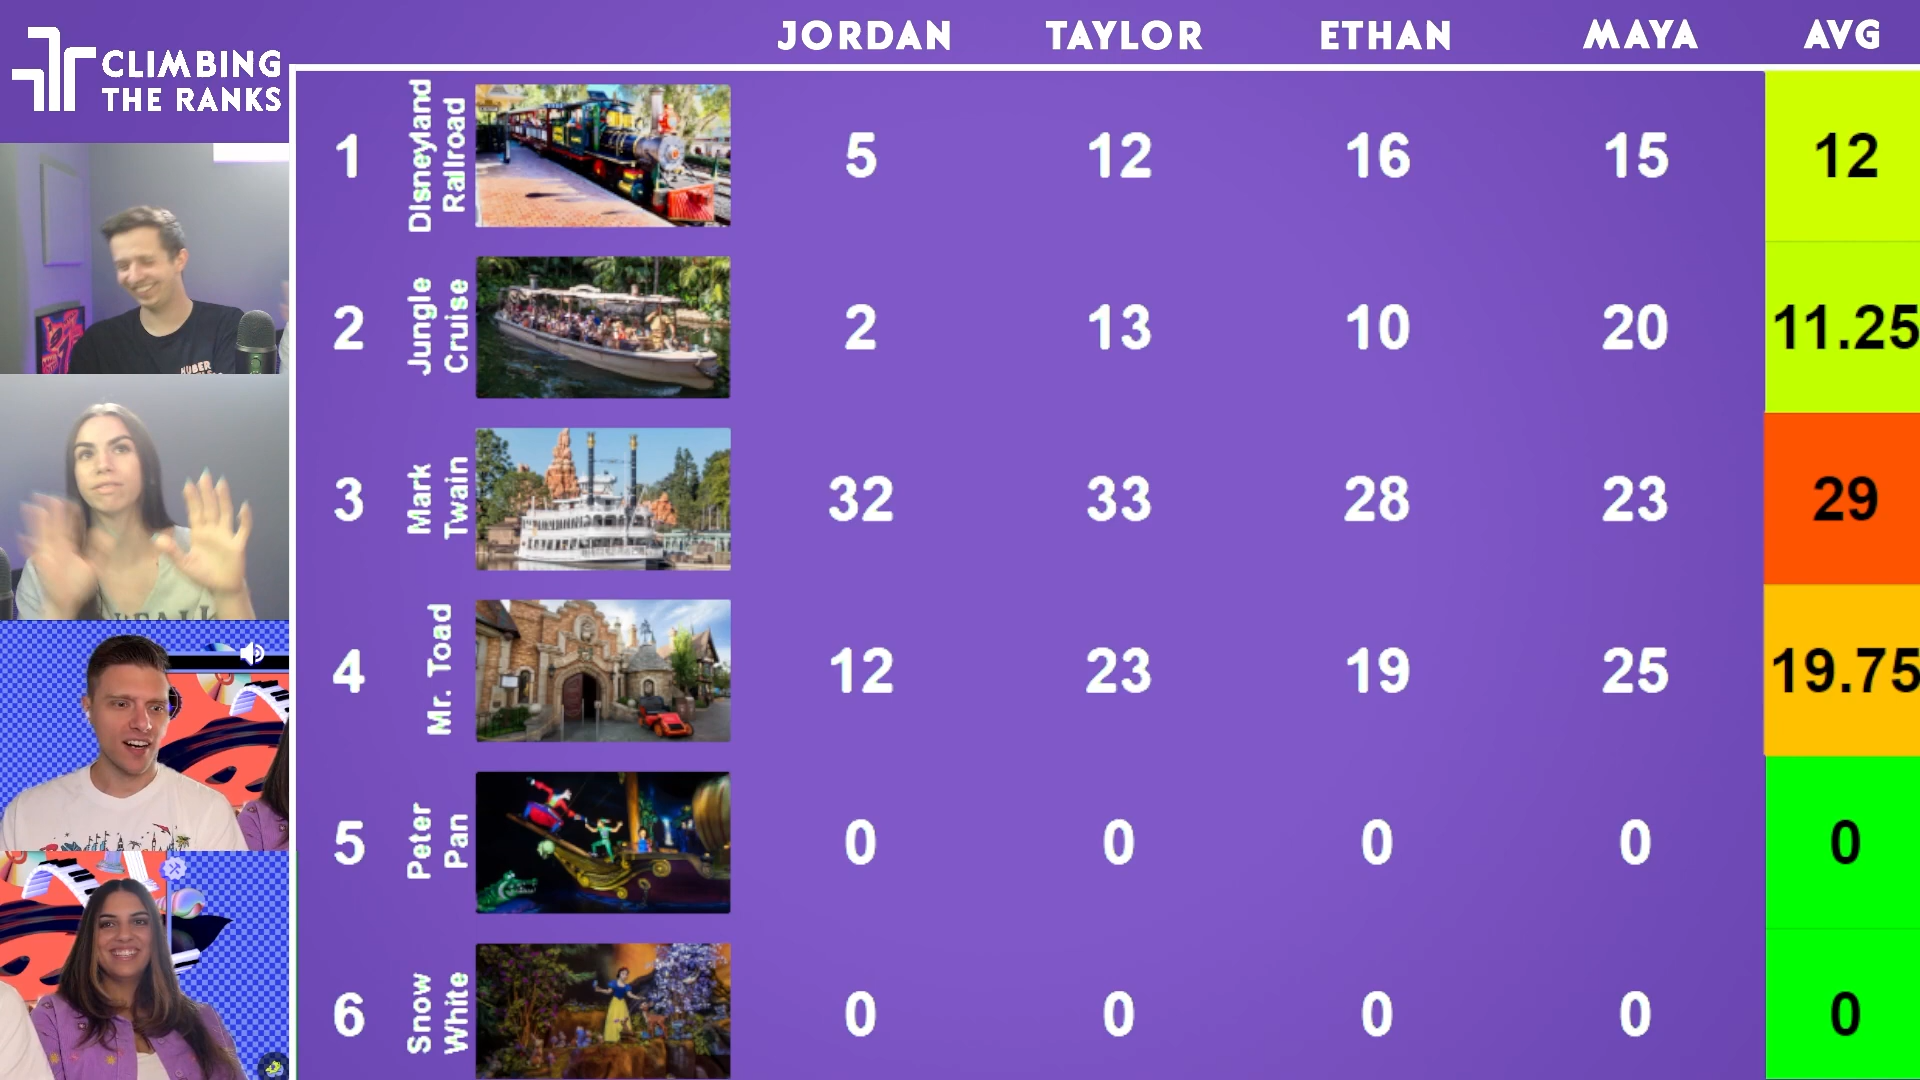 CLIMBING
THE RANKS
JORDAN TAYLOR ETHAN MAYA AVG
1 Disneyland Railroad 5 12 16 15 12
2 Jungle Cruise 2 13 10 20 11.25
3 Mark Twain 32 33 28 23 29
4 Mr. Toad 12 23 19 25 19.75
5 Peter Pan 0 0 0 0 0
6 Snow White 0 0 0 0 0